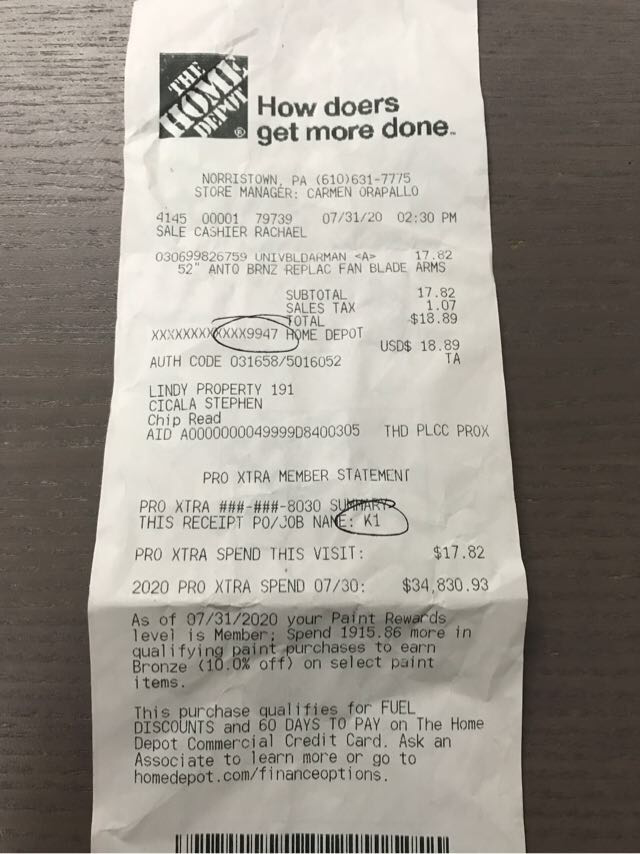 THE
HOME
DEPOT
®
How doers
get more done™
NORRISTOWN, PA (610)631-7775
STORE MANAGER: CARMEN ORAPALLO
4145 00001 79739 07/31/20 02:30 PM
SALE CASHIER RACHAEL
030699826759 UNIVBLDARMAN <A> 17.82
52" ANTQ BRNZ REPLAC FAN BLADE ARMS
SUBTOTAL 17.82
SALES TAX 1.07
TOTAL $18.89
XXXXXXXXXXXX9947 HOME DEPOT
USD$ 18.89
AUTH CODE 031658/5016052 TA
LINDY PROPERTY 191
CICALA STEPHEN
Chip Read
AID A0000000049999D8400305 THD PLCC PROX
PRO XTRA MEMBER STATEMENT
PRO XTRA ###-###-8030 SUMMARY
THIS RECEIPT PO/JOB NAME: K1
PRO XTRA SPEND THIS VISIT: $17.82
2020 PRO XTRA SPEND 07/30: $34,830.93
As of 07/31/2020 your Paint Rewards
level is Member; Spend 1915.86 more in
qualifying paint purchases to earn
Bronze (10.0% off) on select paint
items.
This purchase qualifies for FUEL
DISCOUNTS and 60 DAYS TO PAY on The Home
Depot Commercial Credit Card. Ask an
Associate to learn more or go to
homedepot.com/financeoptions.